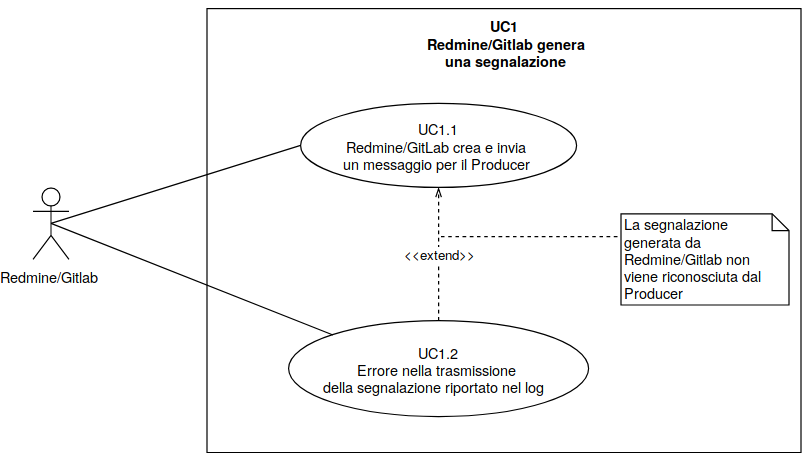 UC1
Redmine/Gitlab genera
una segnalazione
UC1.1
Redmine/GitLab crea e invia
un messaggio per il Producer
La segnalazione
generata da
Redmine/Gitlab non
viene riconosciuta dal
Producer
<<extend>>
Redmine/Gitlab
UC1.2
Errore nella trasmissione
della segnalazione riportato nel log